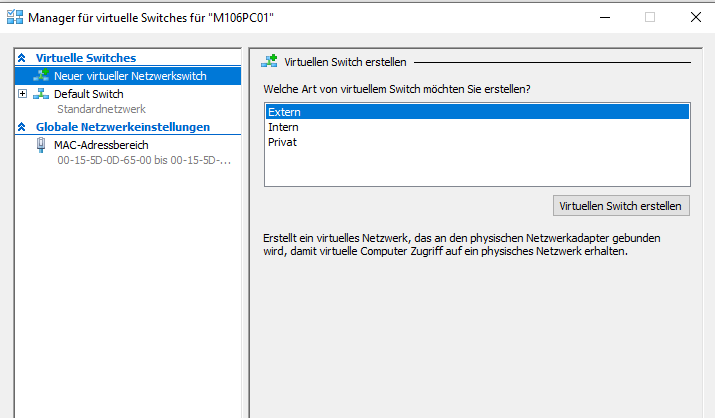 Manager für virtuelle Switches für "M106PC01"
Virtuelle Switches
Neuer virtueller Netzwerkswitch
Default Switch
Standardnetzwerk
Globale Netzwerkeinstellungen
MAC-Adressbereich
00-15-5D-0D-65-00 bis 00-15-5D-...
Virtuellen Switch erstellen
Welche Art von virtuellem Switch möchten Sie erstellen?
Extern
Intern
Privat
Virtuellen Switch erstellen
Erstellt ein virtuelles Netzwerk, das an den physischen Netzwerkadapter gebunden
wird, damit virtuelle Computer Zugriff auf ein physisches Netzwerk erhalten.